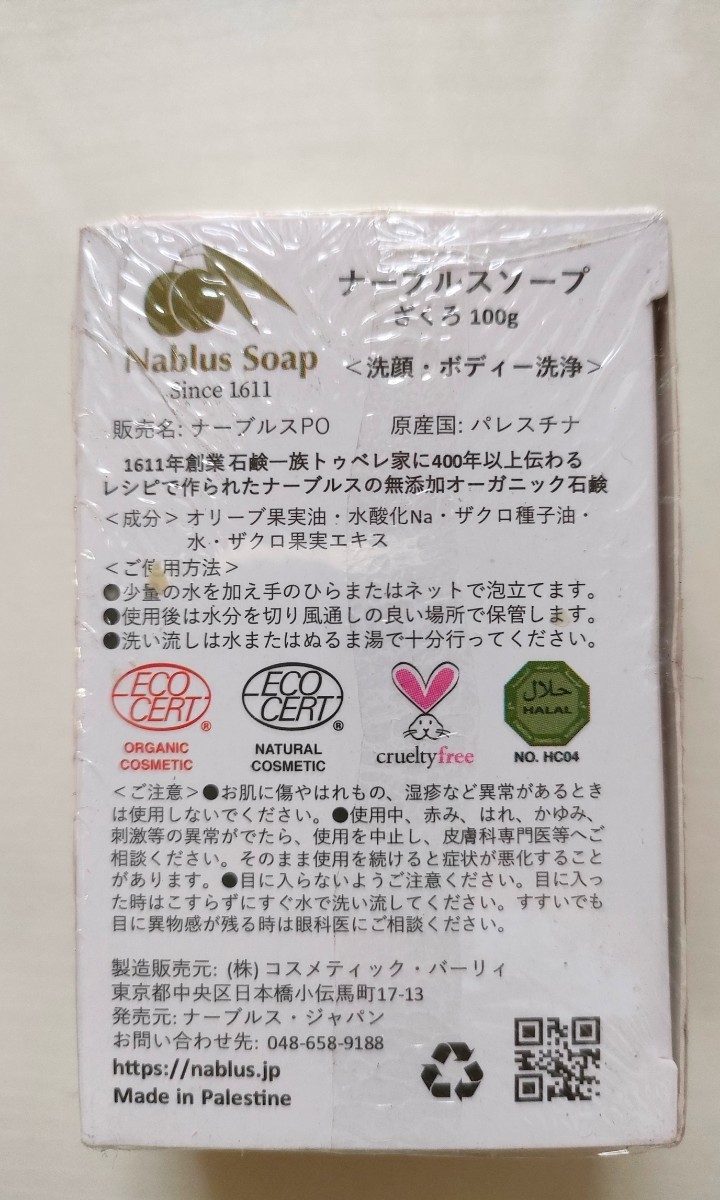 ナーブルスソープ
ざくろ 100g
Nablus Soap
Since 1611
＜洗顔・ボディー洗浄＞
販売名: ナーブルスPO 原産国: パレスチナ
1611年創業石鹸一族トゥベレ家に400年以上伝わる
レシピで作られたナーブルスの無添加オーガニック石鹸
＜成分＞オリーブ果実油・水酸化Na・ザクロ種子油・
水・ザクロ果実エキス
＜ご使用方法＞
●少量の水を加え手のひらまたはネットで泡立てます。
●使用後は水分を切り風通しの良い場所で保管します。
●洗い流しは水またはぬるま湯で十分行ってください。
ECO CERT ®
ORGANIC COSMETIC
ECO CERT ®
NATURAL COSMETIC
crueltyfree
حلال
HALAL
NO. HC04
＜ご注意＞●お肌に傷やはれもの、湿疹など異常があるとき
は使用しないでください。●使用中、赤み、はれ、かゆみ、
刺激等の異常がでたら、使用を中止し、皮膚科専門医等へご
相談ください。そのまま使用を続けると症状が悪化すること
があります。●目に入らないようご注意ください。目に入っ
た時はこすらずにすぐ水で洗い流してください。すすいでも
目に異物感が残る時は眼科医にご相談ください。
製造販売元: (株)コスメティック・バーリィ
東京都中央区日本橋小伝馬町17-13
発売元: ナーブルス・ジャパン
お問い合わせ先: 048-658-9188
https://nablus.jp
Made in Palestine